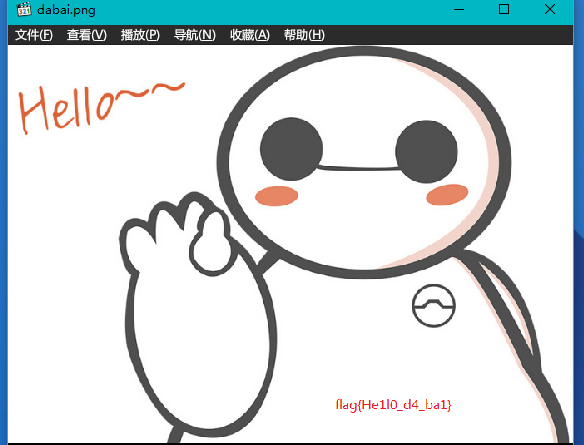 dabai.png
文件(F) 查看(V) 播放(P) 导航(N) 收藏(A) 帮助(H)
Hello~~
flag{He1l0_d4_ba1}